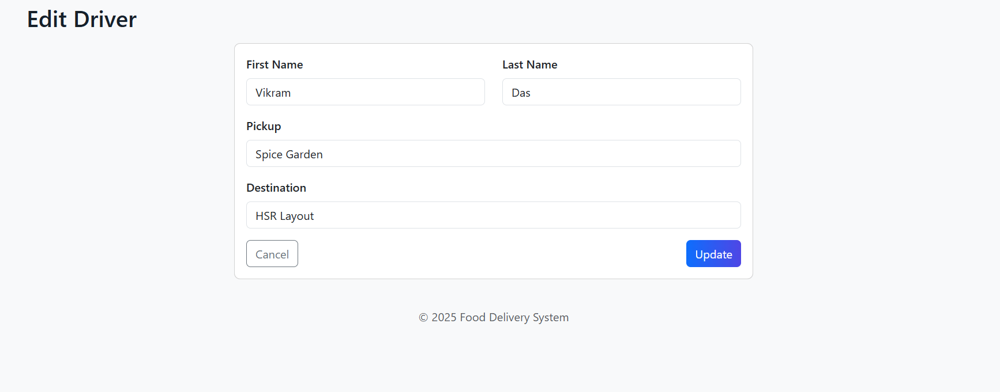 Edit Driver
First Name
Last Name
Vikram
Das
Pickup
Spice Garden
Destination
HSR Layout
Cancel
Update
© 2025 Food Delivery System